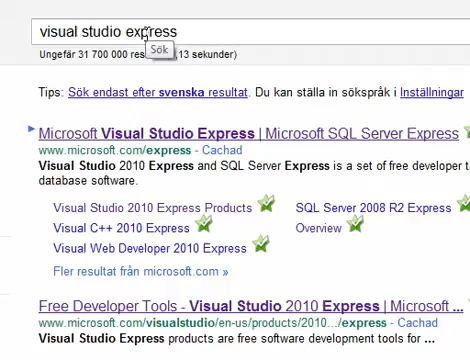 visual studio express
Ungefär 31 700 000 res 13 sekunder)
Sök
Tips: Sök endast efter svenska resultat. Du kan ställa in sökspråk i Inställningar
Microsoft Visual Studio Express | Microsoft SQL Server Express
www.microsoft.com/express - Cachad
Visual Studio 2010 Express and SQL Server Express is a set of free developer
database software.
Visual Studio 2010 Express Products
SQL Server 2008 R2 Express
Visual C++ 2010 Express
Overview
Visual Web Developer 2010 Express
Fler resultat från microsoft.com »
Free Developer Tools - Visual Studio 2010 Express | Microsoft ...
www.microsoft.com/visualstudio/en-us/products/2010.../express - Cachad
Visual Studio Express products are free software development tools for ...